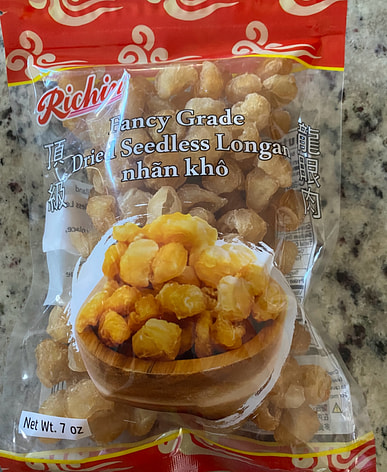 Richin
Fancy Grade
Dried Seedless Longan
nhãn khô
頂級
龍眼肉
Net Wt. 7 oz